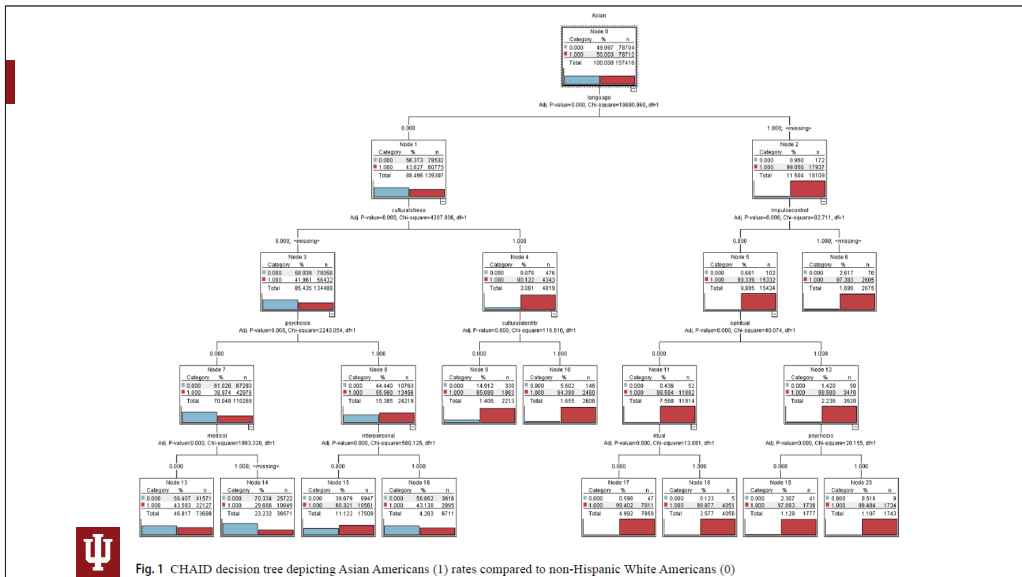 Asian
Node 0
Category % n
0.000 49.997 78704
1.000 50.003 78712
Total 100.000 157416
language
Adj. P-value=0.000, Chi-square=19880.960, df=1
0.000
1.000; <missing>
Node 1
Category % n
0.000 56.373 78532
1.000 43.627 60775
Total 88.496 139307
Node 2
Category % n
0.000 0.950 172
1.000 99.050 17937
Total 11.504 18109
culturalstress
Adj. P-value=0.000, Chi-square=4387.806, df=1
impulsecontrol
Adj. P-value=0.000, Chi-square=92.711, df=1
0.000; <missing>
1.000
0.000
1.000; <missing>
Node 3
Category % n
0.000 58.039 78056
1.000 41.961 56432
Total 85.435 134488
Node 4
Category % n
0.000 9.878 476
1.000 90.122 4343
Total 3.061 4819
Node 5
Category % n
0.000 0.661 102
1.000 99.339 15332
Total 9.805 15434
Node 6
Category % n
0.000 2.617 70
1.000 97.383 2605
Total 1.699 2675
psychosis
Adj. P-value=0.000, Chi-square=2243.054, df=1
culturalidentity
Adj. P-value=0.000, Chi-square=116.510, df=1
spiritual
Adj. P-value=0.000, Chi-square=40.074, df=1
0.000
1.000
0.000
1.000
0.000
1.000
Node 7
Category % n
0.000 61.026 67293
1.000 38.974 42976
Total 70.049 110269
Node 8
Category % n
0.000 44.440 10763
1.000 55.560 13456
Total 15.385 24219
Node 9
Category % n
0.000 14.912 330
1.000 85.088 1883
Total 1.406 2213
Node 10
Category % n
0.000 5.602 146
1.000 94.398 2460
Total 1.655 2606
Node 11
Category % n
0.000 0.436 52
1.000 99.564 11862
Total 7.568 11914
Node 12
Category % n
0.000 1.420 50
1.000 98.580 3470
Total 2.236 3520
medical
Adj. P-value=0.000, Chi-square=1993.320, df=1
interpersonal
Adj. P-value=0.000, Chi-square=580.125, df=1
ritual
Adj. P-value=0.000, Chi-square=13.881, df=1
psychosis
Adj. P-value=0.000, Chi-square=20.155, df=1
0.000
1.000; <missing>
0.000
1.000
0.000
1.000
0.000
1.000
Node 13
Category % n
0.000 56.407 41571
1.000 43.593 32127
Total 46.817 73698
Node 14
Category % n
0.000 70.334 25722
1.000 29.666 10849
Total 23.232 36571
Node 15
Category % n
0.000 39.679 6947
1.000 60.321 10561
Total 11.122 17508
Node 16
Category % n
0.000 56.862 3816
1.000 43.138 2895
Total 4.263 6711
Node 17
Category % n
0.000 0.598 47
1.000 99.402 7811
Total 4.992 7858
Node 18
Category % n
0.000 0.123 5
1.000 99.877 4051
Total 2.577 4056
Node 19
Category % n
0.000 2.307 41
1.000 97.693 1736
Total 1.129 1777
Node 20
Category % n
0.000 0.516 9
1.000 99.484 1734
Total 1.107 1743
Fig. 1 CHAID decision tree depicting Asian Americans (1) rates compared to non-Hispanic White Americans (0)